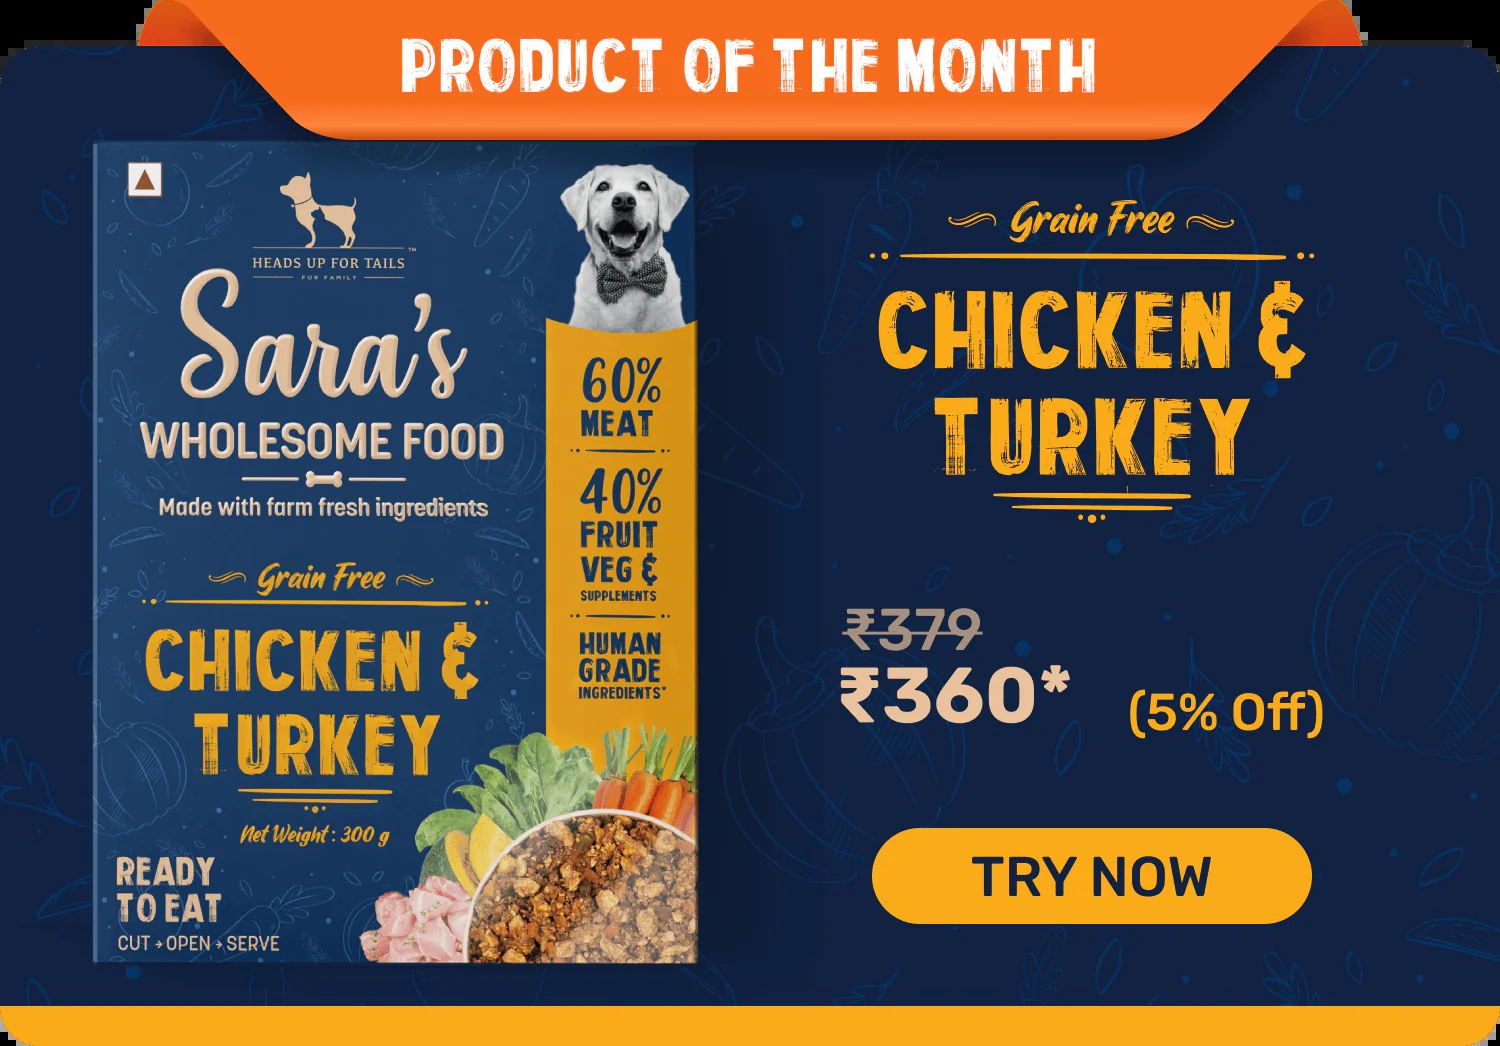 PRODUCT OF THE MONTH
HEADS UP FOR TAILS™
FOR FAMILY
Sara's
WHOLESOME FOOD
Made with farm fresh ingredients
Grain Free
CHICKEN &
TURKEY
Net Weight: 300 g
READY
TO EAT
CUT → OPEN → SERVE
60%
MEAT
40%
FRUIT
VEG &
SUPPLEMENTS
HUMAN
GRADE
INGREDIENTS*
Grain Free
CHICKEN &
TURKEY
₹379
₹360*
(5% Off)
TRY NOW